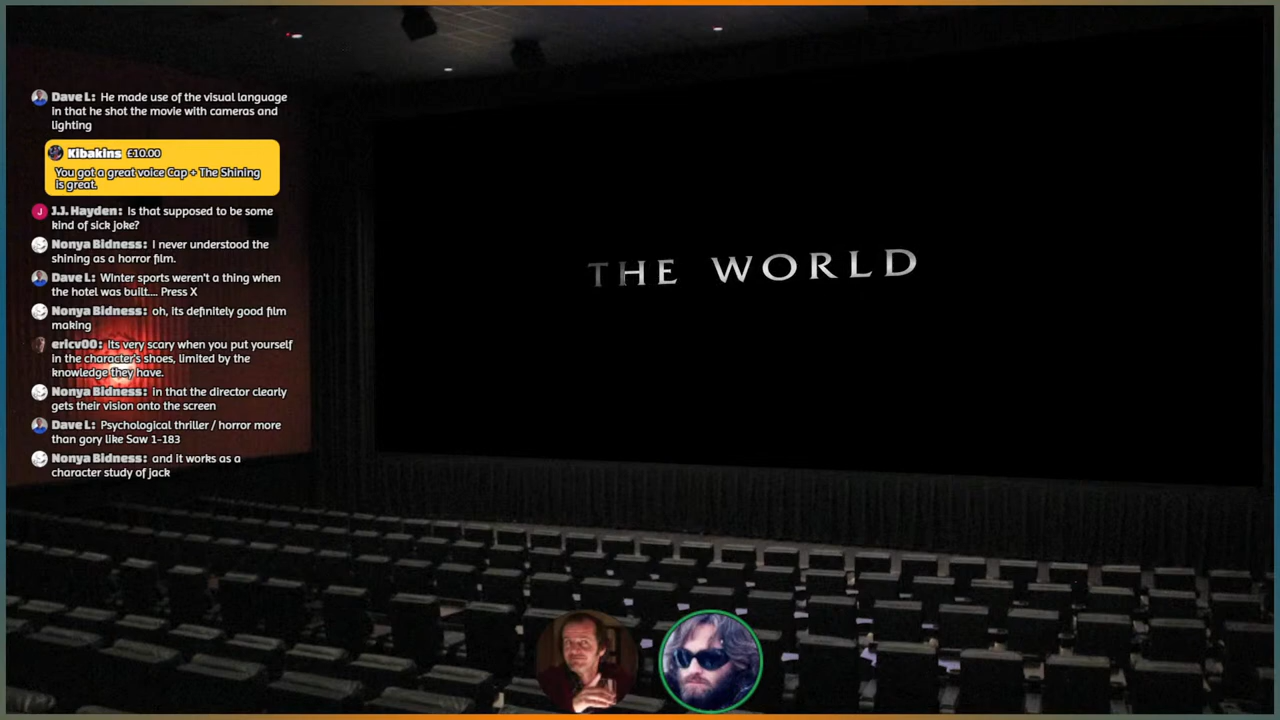 Dave L: He made use of the visual language
in that he shot the movie with cameras and
lighting
Kibakins £10.00
You got a great voice Cap + The Shining
is great.
J
J.J. Hayden: Is that supposed to be some
kind of sick joke?
Nonya Bidness: I never understood the
shining as a horror film.
Dave L: Winter sports weren't a thing when
the hotel was built.... Press X
Nonya Bidness: oh, its definitely good film
making
ericv00: Its very scary when you put yourself
in the character's shoes, limited by the
knowledge they have.
Nonya Bidness: In that the director clearly
gets their vision onto the screen
Dave L: Psychological thriller / horror more
than gory like Saw 1-183
Nonya Bidness: and it works as a
character study of jack
THE WORLD